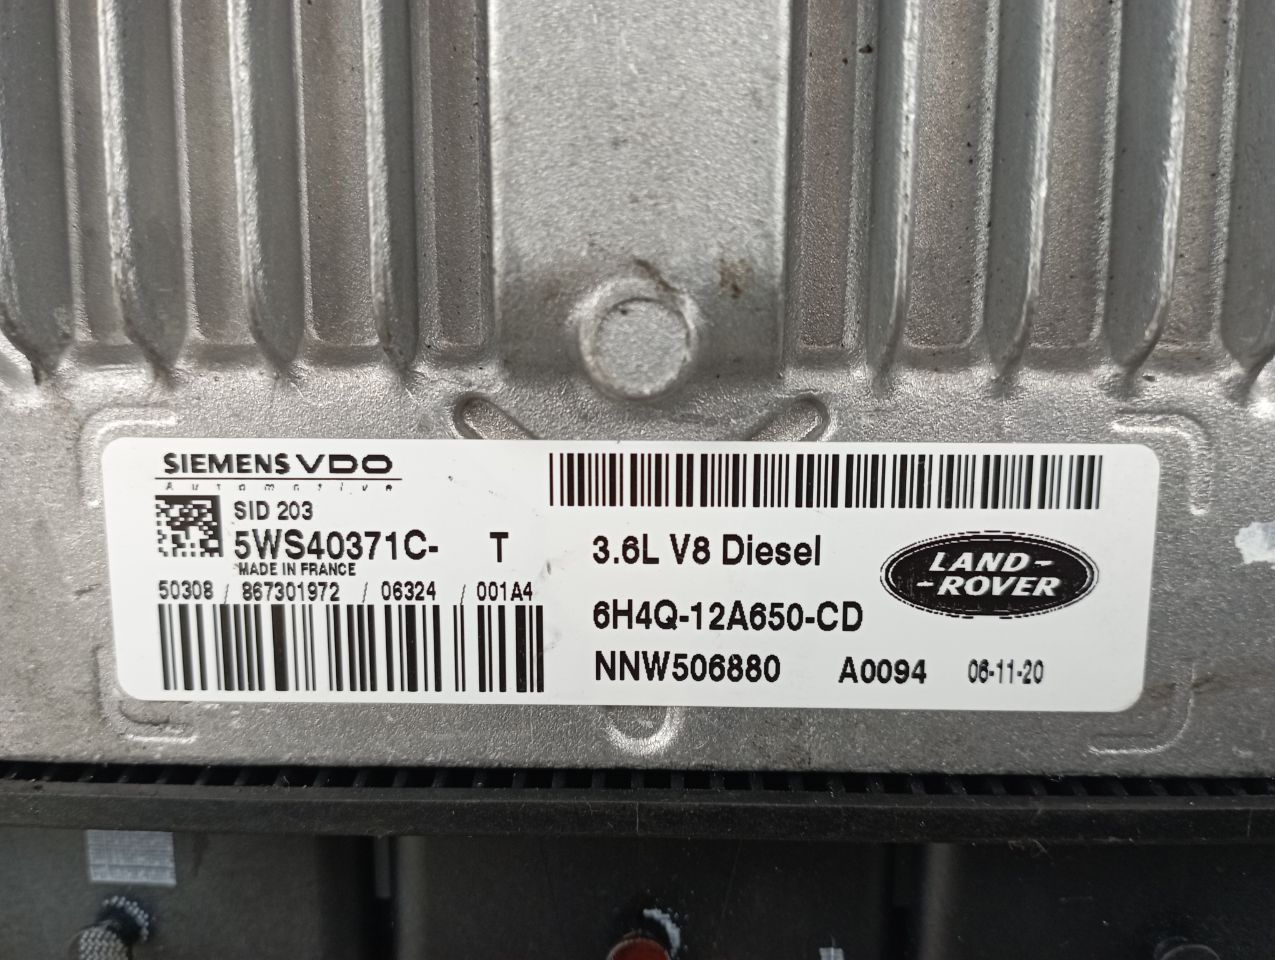 SIEMENS VDO
Automotive
SID 203
5WS40371C- T
MADE IN FRANCE
50308 / 867301972 / 06324 / 001A4
3.6L V8 Diesel
LAND-
-ROVER
6H4Q-12A650-CD
NNW506880 A0094 06-11-20